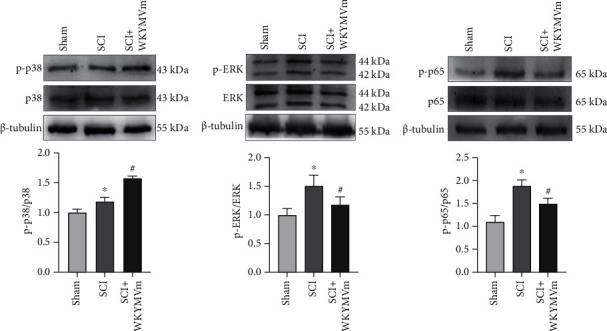 Sham
SCI
SCI+
WKYMVm
p-p38
43 kDa
p38
43 kDa
β-tubulin
55 kDa
Sham
SCI
SCI+
WKYMVm
p-ERK
44 kDa
42 kDa
ERK
44 kDa
42 kDa
β-tubulin
55 kDa
Sham
SCI
SCI+
WKYMVm
p-p65
65 kDa
p65
65 kDa
β-tubulin
55 kDa
p-p38/p38
2.0
1.5
1.0
0.5
0.0
*
#
Sham
SCI
SCI+
WKYMVm
p-ERK/ERK
2.0
1.5
1.0
0.5
0.0
*
#
Sham
SCI
SCI+
WKYMVm
p-p65/p65
2.5
2.0
1.5
1.0
0.5
0.0
*
#
Sham
SCI
SCI+
WKYMVm